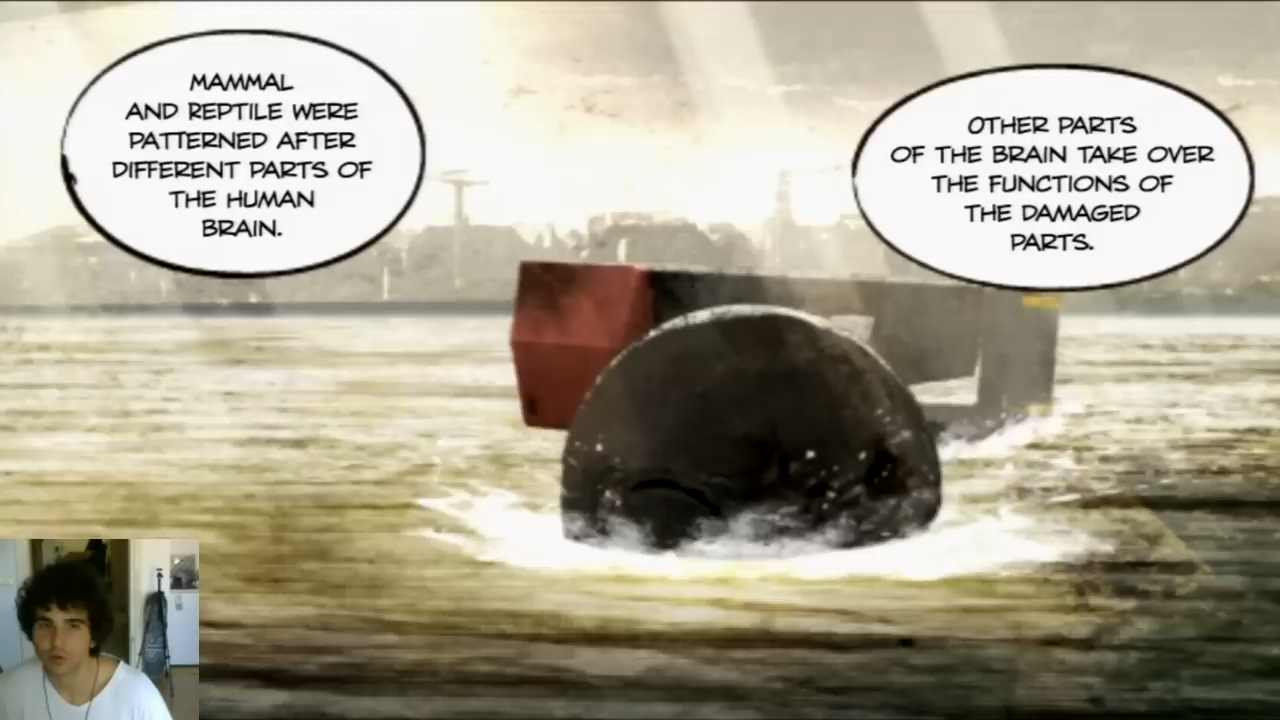 MAMMAL
AND REPTILE WERE
PATTERNED AFTER
DIFFERENT PARTS OF
THE HUMAN
BRAIN.
OTHER PARTS
OF THE BRAIN TAKE OVER
THE FUNCTIONS OF
THE DAMAGED
PARTS.